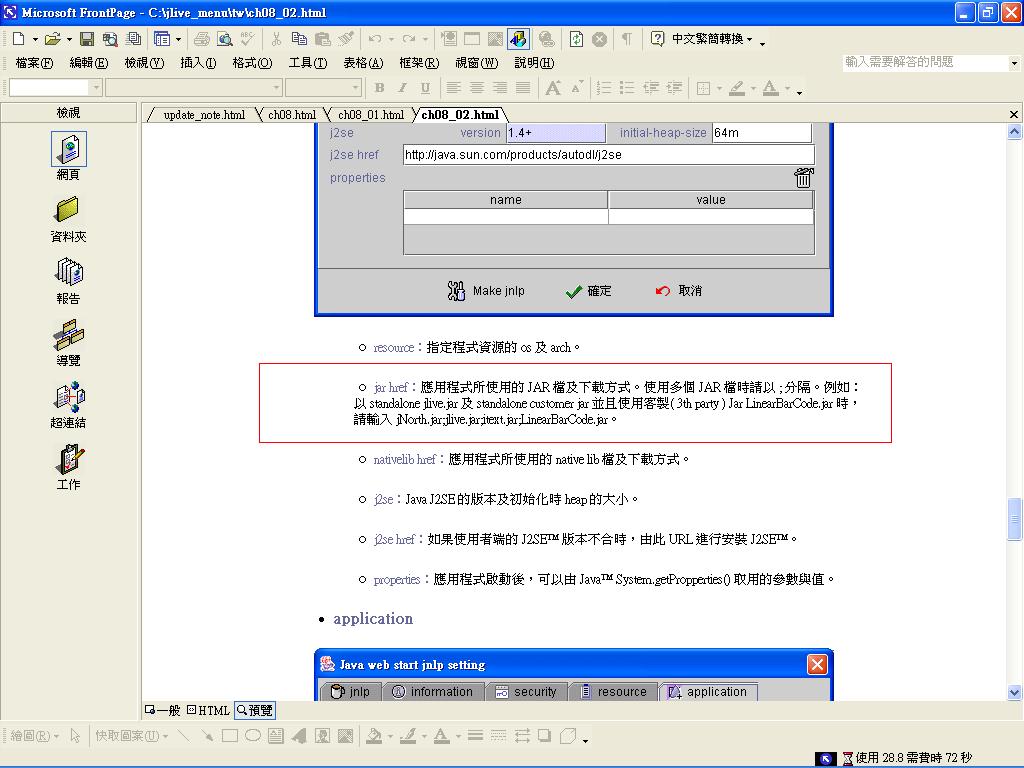 Microsoft FrontPage - C:\jlive_menu\tw\ch08_02.html
中文繁簡轉換
檔案(F) 編輯(E) 檢視(V) 插入(I) 格式(O) 工具(T) 表格(A) 框架(R) 視窗(W) 說明(H) 輸入需要解答的問題
B I U A A A
檢視 update_note.html ch08.html ch08_01.html ch08_02.html
網頁
資料夾
報告
導覽
超連結
工作
j2se version 1.4+ initial-heap-size 64m
j2se href http://java.sun.com/products/autodl/j2se
properties
name value
Make jnlp 確定 取消
resource：指定程式資源的 os 及 arch。
jar href：應用程式所使用的 JAR 檔及下載方式。使用多個 JAR 檔時請以 ; 分隔。例如：
以 standalone jlive.jar 及 standalone customer jar 並且使用客製( 3th party ) Jar LinearBarCode.jar 時，
請輸入 jNorth.jar;jlive.jar;itext.jar;LinearBarCode.jar。
nativelib href：應用程式所使用的 native lib 檔及下載方式。
j2se：Java J2SE 的版本及初始化時 heap 的大小。
j2se href：如果使用者端的 J2SE™ 版本不合時，由此 URL 進行安裝 J2SE™。
properties：應用程式啟動後，可以由 Java™ System.getPropperties() 取用的參數與值。
application
Java web start jnlp setting
jnlp information security resource application
一般 HTML 預覽
繪圖(R) 快取圖案(U) A
使用 28.8 需費時 72 秒